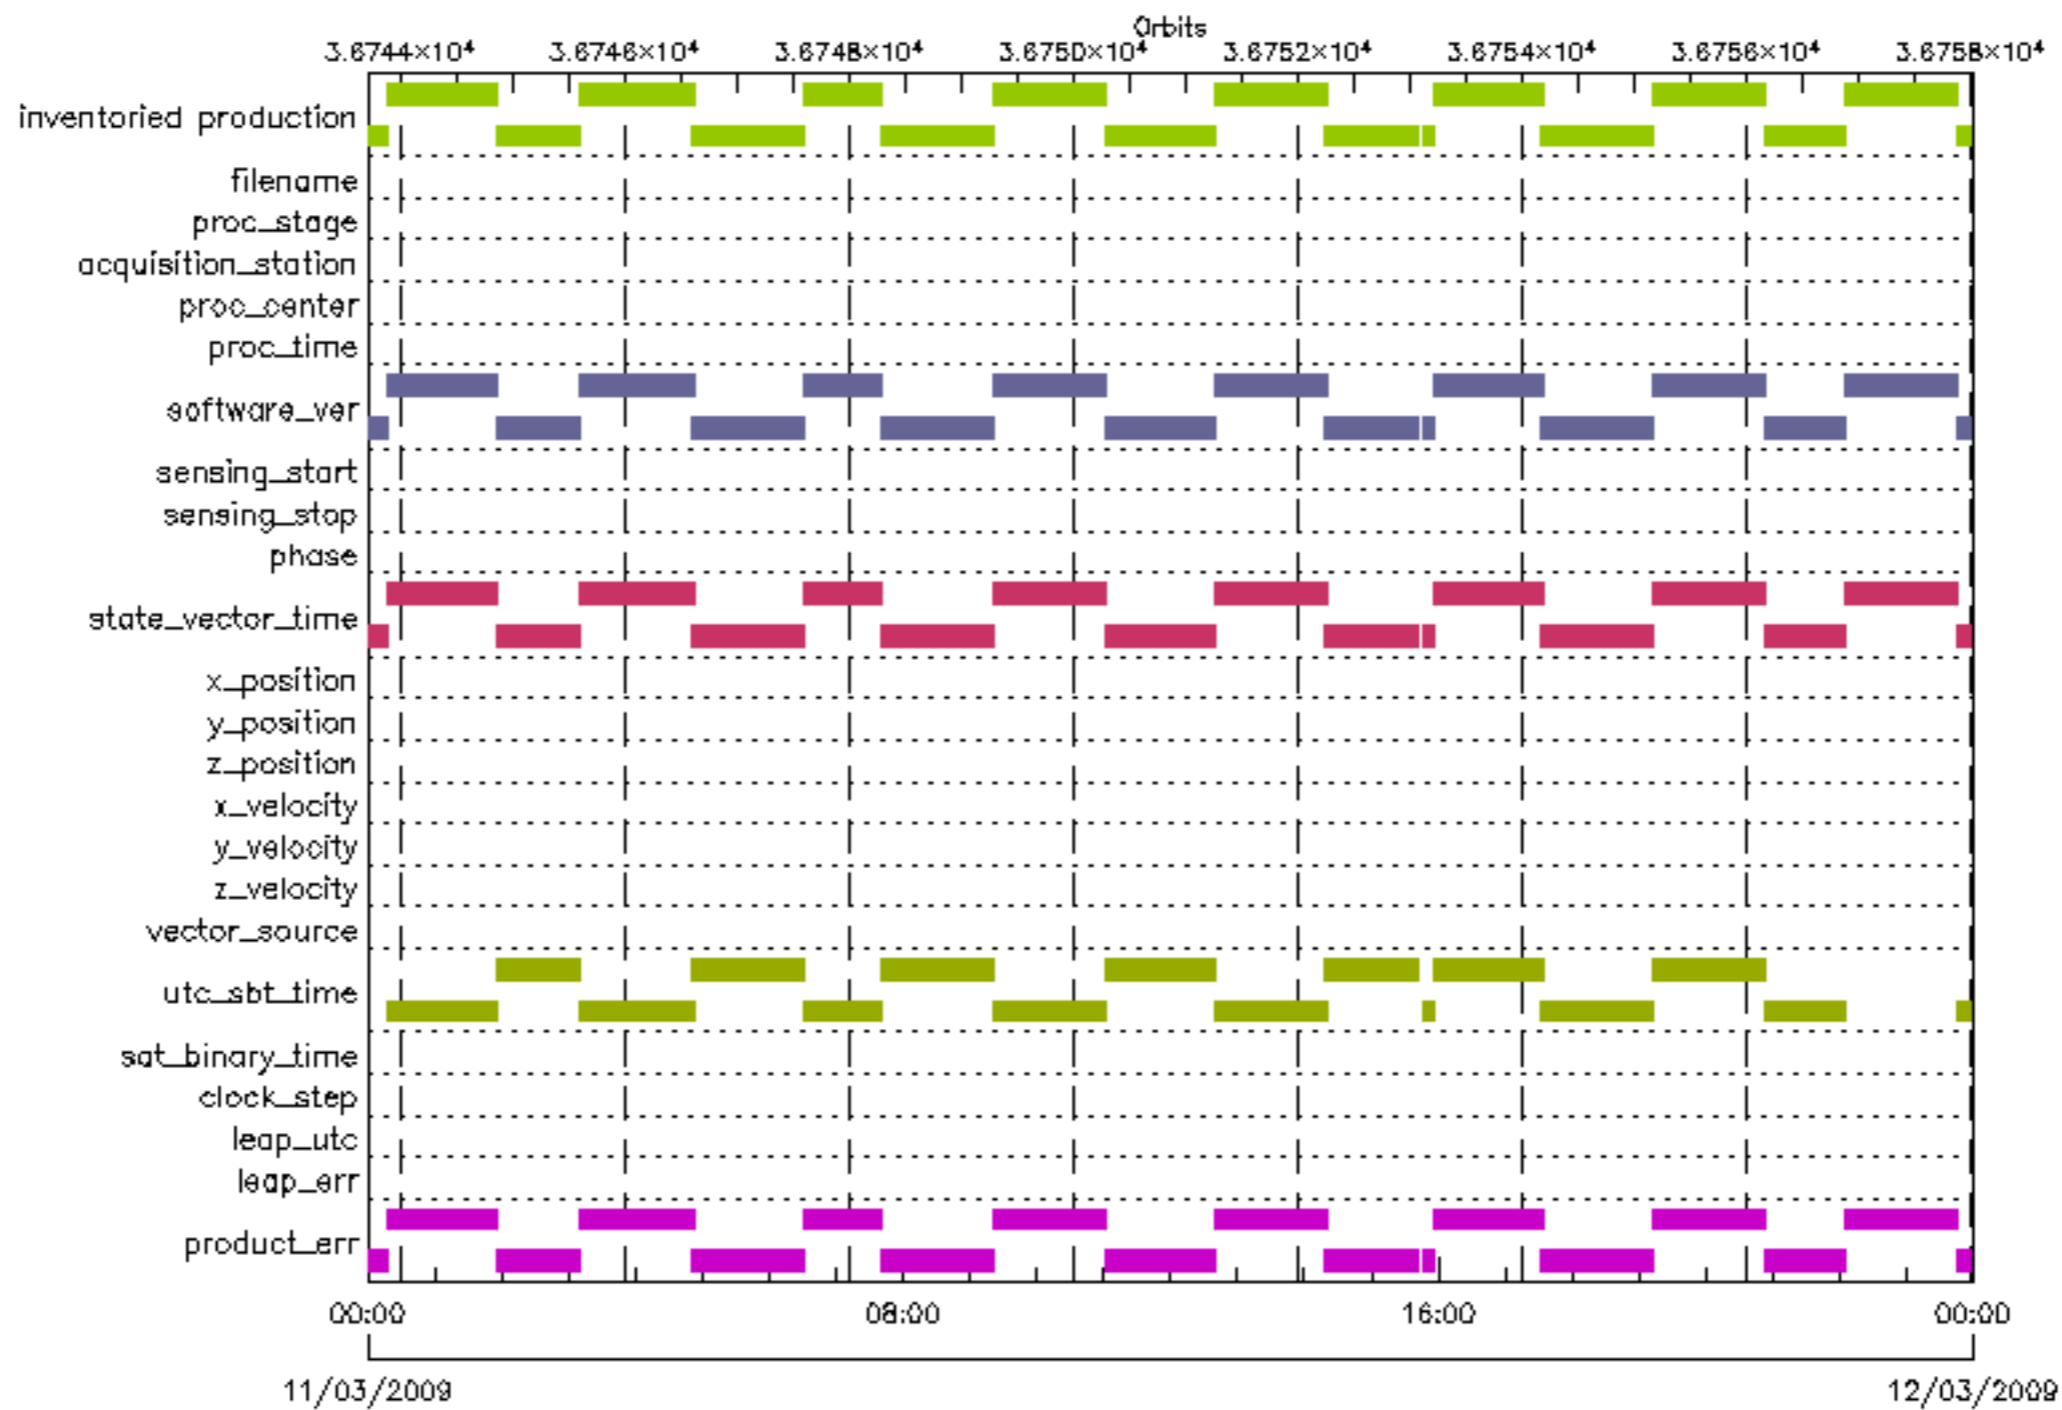 Orbits
3.6744×10⁴ 3.6746×10⁴ 3.6748×10⁴ 3.6750×10⁴ 3.6752×10⁴ 3.6754×10⁴ 3.6756×10⁴ 3.6758×10⁴
inventoried production
filename
proc_stage
acquisition_station
proc_center
proc_time
software_ver
sensing_start
sensing_stop
phase
state_vector_time
x_position
y_position
z_position
x_velocity
y_velocity
z_velocity
vector_source
utc_sbt_time
sat_binary_time
clock_step
leap_utc
leap_err
product_err
00:00 08:00 16:00 00:00
11/03/2009 12/03/2009